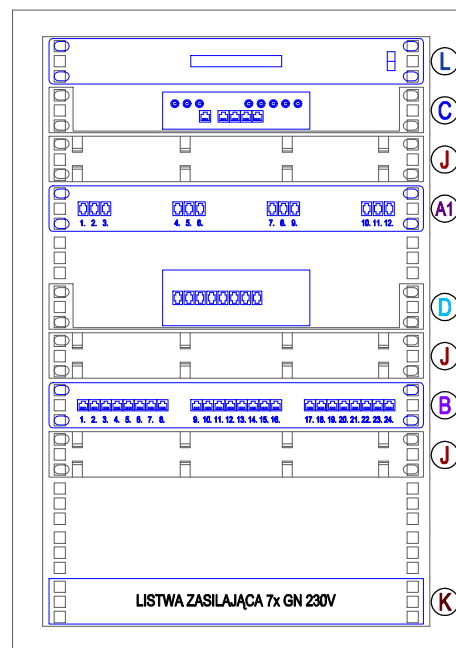 L
C
J
A1
1. 2. 3. 4. 5. 6. 7. 8. 9. 10. 11. 12.
D
J
B
1. 2. 3. 4. 5. 6. 7. 8. 9. 10. 11. 12. 13. 14. 15. 16. 17. 18. 19. 20. 21. 22. 23. 24.
J
LISTWA ZASILAJĄCA 7x GN 230V
K